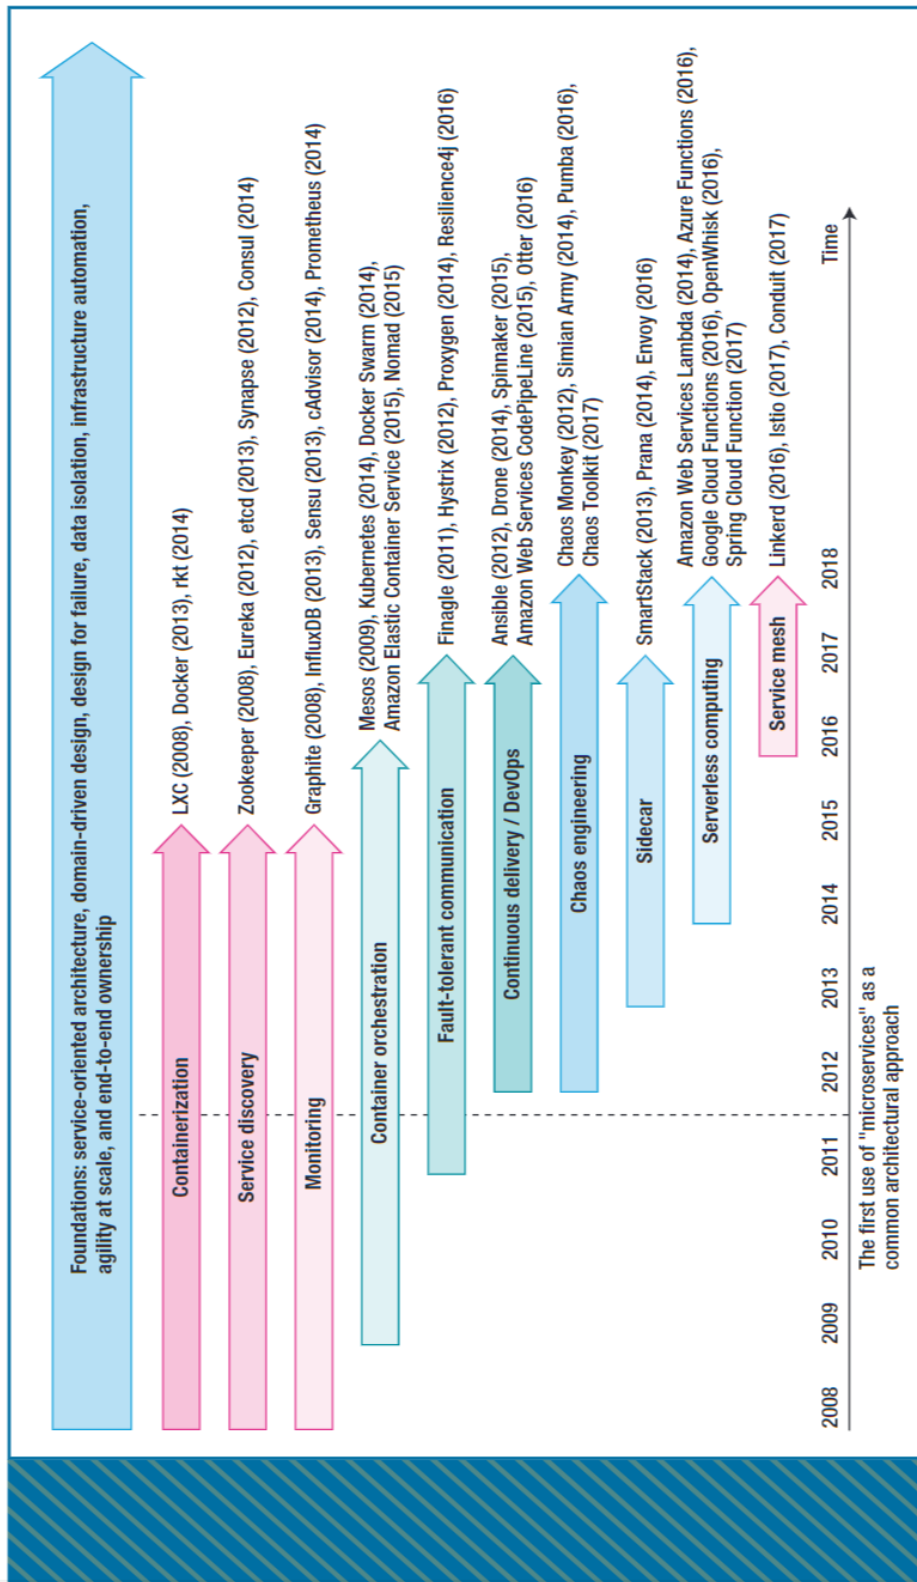 Foundations: service-oriented architecture, domain-driven design, design for failure, data isolation, infrastructure automation,
agility at scale, and end-to-end ownership
Containerization
LXC (2008), Docker (2013), rkt (2014)
Service discovery
Zookeeper (2008), Eureka (2012), etcd (2013), Synapse (2012), Consul (2014)
Monitoring
Graphite (2008), InfluxDB (2013), Sensu (2013), cAdvisor (2014), Prometheus (2014)
Container orchestration
Mesos (2009), Kubernetes (2014), Docker Swarm (2014),
Amazon Elastic Container Service (2015), Nomad (2015)
Fault-tolerant communication
Finagle (2011), Hystrix (2012), Proxygen (2014), Resilience4j (2016)
Continuous delivery / DevOps
Ansible (2012), Drone (2014), Spinnaker (2015),
Amazon Web Services CodePipeLine (2015), Otter (2016)
Chaos engineering
Chaos Monkey (2012), Simian Army (2014), Pumba (2016),
Chaos Toolkit (2017)
Sidecar
SmartStack (2013), Prana (2014), Envoy (2016)
Serverless computing
Amazon Web Services Lambda (2014), Azure Functions (2016),
Google Cloud Functions (2016), OpenWhisk (2016),
Spring Cloud Function (2017)
Service mesh
Linkerd (2016), Istio (2017), Conduit (2017)
2008 2009 2010 2011 2012 2013 2014 2015 2016 2017 2018 Time
The first use of "microservices" as a
common architectural approach